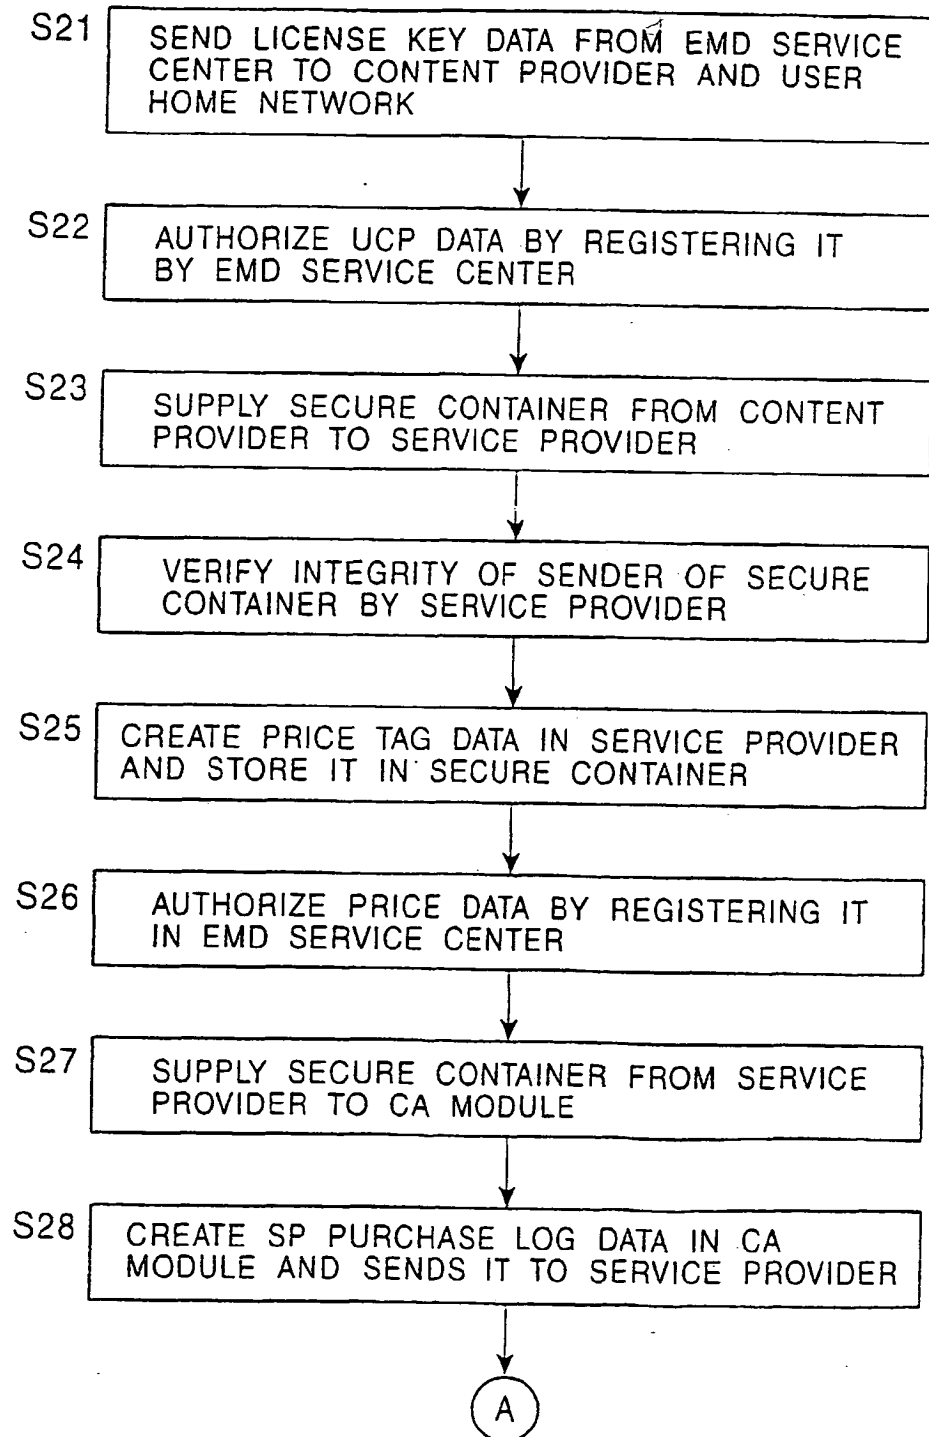 S21
SEND LICENSE KEY DATA FROM EMD SERVICE
CENTER TO CONTENT PROVIDER AND USER
HOME NETWORK
S22
AUTHORIZE UCP DATA BY REGISTERING IT
BY EMD SERVICE CENTER
S23
SUPPLY SECURE CONTAINER FROM CONTENT
PROVIDER TO SERVICE PROVIDER
S24
VERIFY INTEGRITY OF SENDER OF SECURE
CONTAINER BY SERVICE PROVIDER
S25
CREATE PRICE TAG DATA IN SERVICE PROVIDER
AND STORE IT IN SECURE CONTAINER
S26
AUTHORIZE PRICE DATA BY REGISTERING IT
IN EMD SERVICE CENTER
S27
SUPPLY SECURE CONTAINER FROM SERVICE
PROVIDER TO CA MODULE
S28
CREATE SP PURCHASE LOG DATA IN CA
MODULE AND SENDS IT TO SERVICE PROVIDER
A